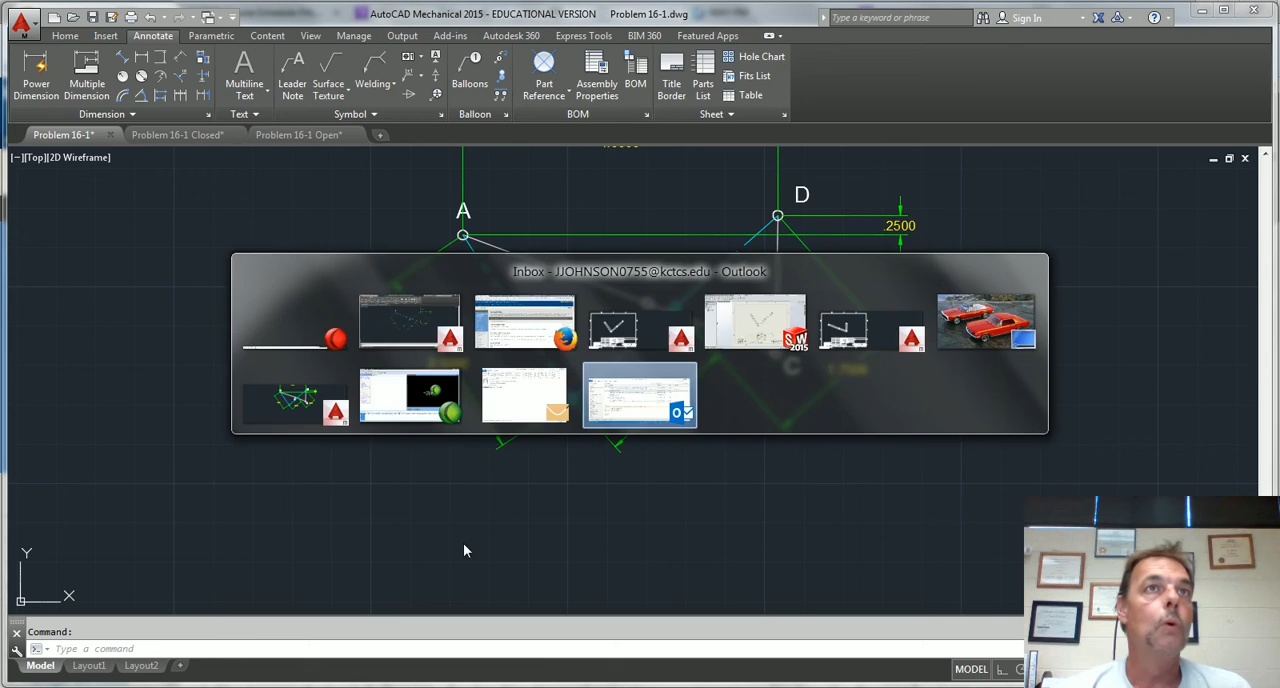 AutoCAD Mechanical 2015 - EDUCATIONAL VERSION Problem 16-1.dwg
Type a keyword or phrase
Sign In
Home Insert Annotate Parametric Content View Manage Output Add-ins Autodesk 360 Express Tools BIM 360 Featured Apps
Power Dimension
Multiple Dimension
Multiline Text
Leader Note
Surface Texture
Welding
Balloons
Part Reference
Assembly Properties
BOM
Title Border
Parts List
Hole Chart
Fits List
Table
Dimension Text Symbol Balloon BOM Sheet
Problem 16-1* Problem 16-1 Closed* Problem 16-1 Open*
[−][Top][2D Wireframe]
A
D
.2500
Inbox - JJOHNSON0755@kctcs.edu - Outlook
SW
2015
C
Y
X
Command:
Type a command
Model Layout1 Layout2
MODEL